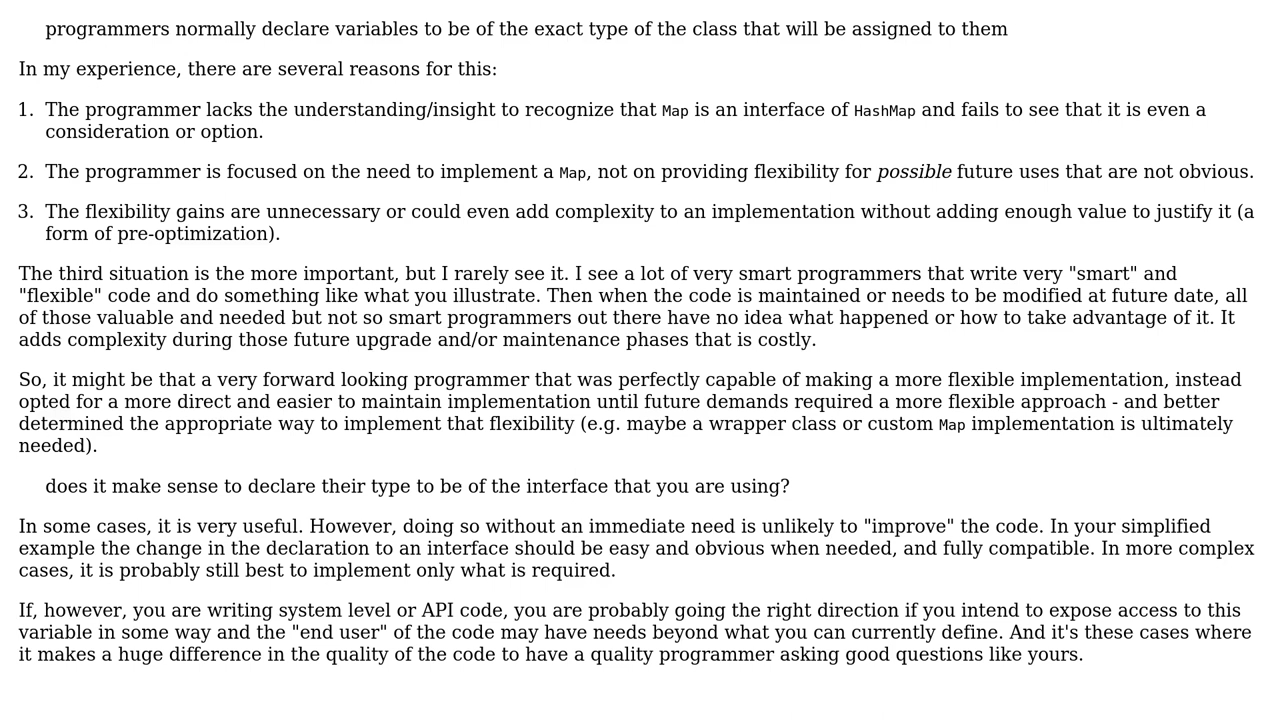 programmers normally declare variables to be of the exact type of the class that will be assigned to them
In my experience, there are several reasons for this:
1. The programmer lacks the understanding/insight to recognize that Map is an interface of HashMap and fails to see that it is even a
consideration or option.
2. The programmer is focused on the need to implement a Map, not on providing flexibility for possible future uses that are not obvious.
3. The flexibility gains are unnecessary or could even add complexity to an implementation without adding enough value to justify it (a
form of pre-optimization).
The third situation is the more important, but I rarely see it. I see a lot of very smart programmers that write very "smart" and
"flexible" code and do something like what you illustrate. Then when the code is maintained or needs to be modified at future date, all
of those valuable and needed but not so smart programmers out there have no idea what happened or how to take advantage of it. It
adds complexity during those future upgrade and/or maintenance phases that is costly.
So, it might be that a very forward looking programmer that was perfectly capable of making a more flexible implementation, instead
opted for a more direct and easier to maintain implementation until future demands required a more flexible approach - and better
determined the appropriate way to implement that flexibility (e.g. maybe a wrapper class or custom Map implementation is ultimately
needed).
does it make sense to declare their type to be of the interface that you are using?
In some cases, it is very useful. However, doing so without an immediate need is unlikely to "improve" the code. In your simplified
example the change in the declaration to an interface should be easy and obvious when needed, and fully compatible. In more complex
cases, it is probably still best to implement only what is required.
If, however, you are writing system level or API code, you are probably going the right direction if you intend to expose access to this
variable in some way and the "end user" of the code may have needs beyond what you can currently define. And it's these cases where
it makes a huge difference in the quality of the code to have a quality programmer asking good questions like yours.